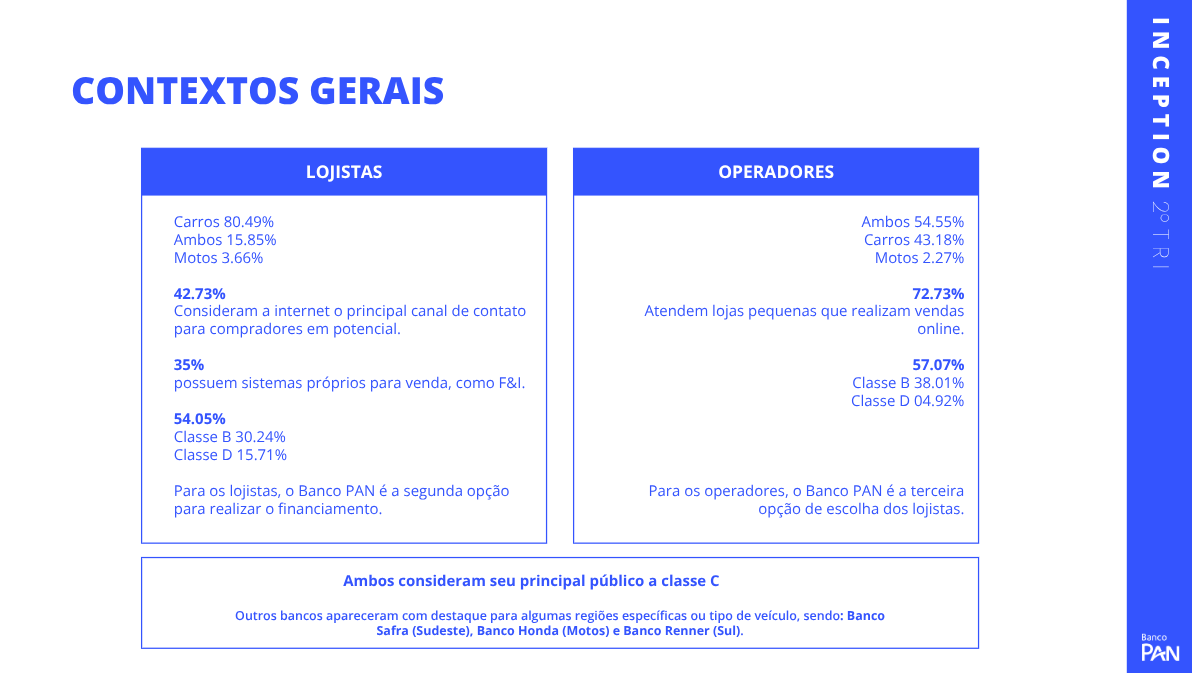 CONTEXTOS GERAIS
LOJISTAS
Carros 80.49%
Ambos 15.85%
Motos 3.66%
42.73%
Consideram a internet o principal canal de contato
para compradores em potencial.
35%
possuem sistemas próprios para venda, como F&I.
54.05%
Classe B 30.24%
Classe D 15.71%
Para os lojistas, o Banco PAN é a segunda opção
para realizar o financiamento.
OPERADORES
Ambos 54.55%
Carros 43.18%
Motos 2.27%
72.73%
Atendem lojas pequenas que realizam vendas
online.
57.07%
Classe B 38.01%
Classe D 04.92%
Para os operadores, o Banco PAN é a terceira
opção de escolha dos lojistas.
Ambos consideram seu principal público a classe C
Outros bancos apareceram com destaque para algumas regiões específicas ou tipo de veículo, sendo: Banco
Safra (Sudeste), Banco Honda (Motos) e Banco Renner (Sul).
INCEPTION 2ºTRI
Banco
PAN